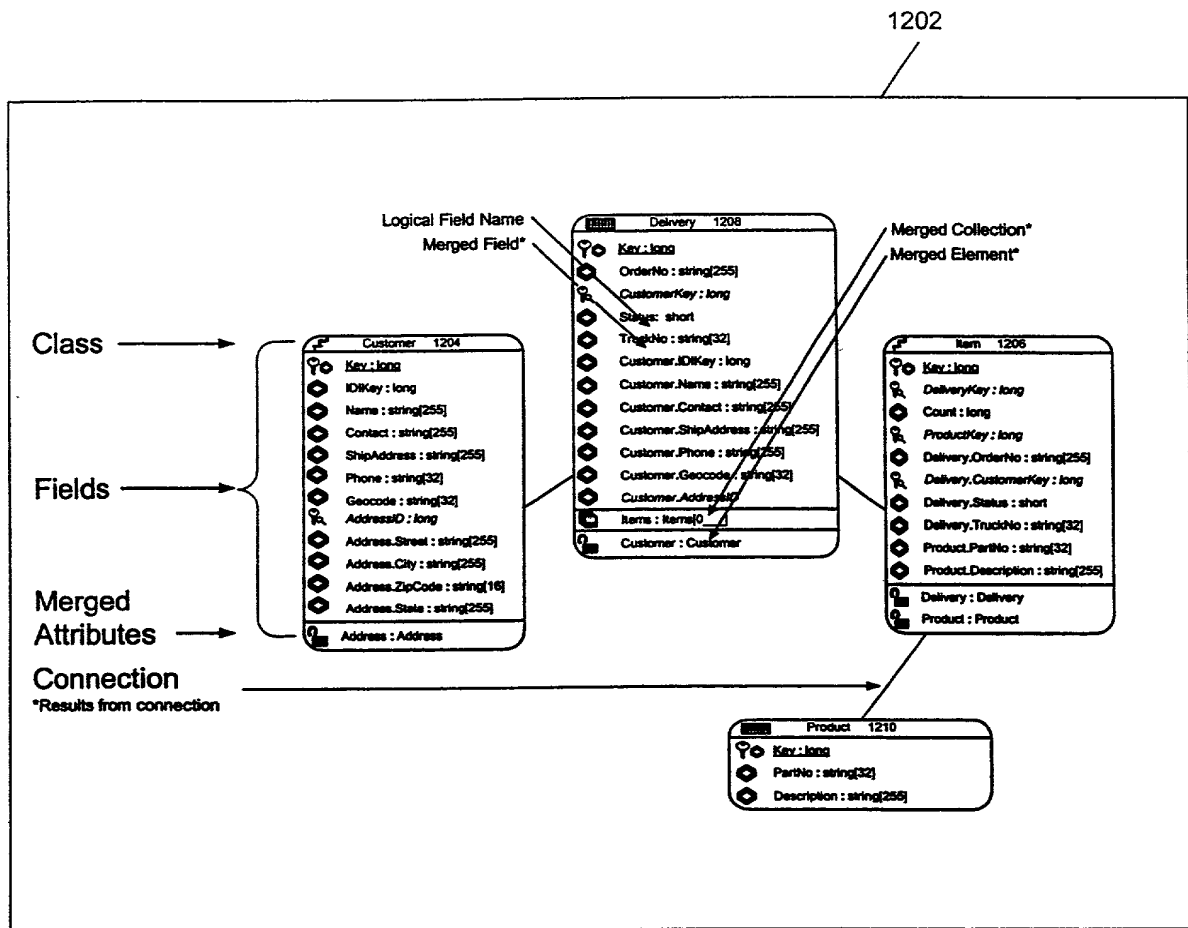 1202
Logical Field Name
Merged Field*
Merged Collection*
Merged Element*
Class
Fields
Merged
Attributes
Connection
*Results from connection
Delivery 1208
Key : long
OrderNo : string[255]
CustomerKey : long
Status: short
TruckNo : string[32]
Customer.IDIKey : long
Customer.Name : string[255]
Customer.Contact : string[255]
Customer.ShipAddress : string[255]
Customer.Phone : string[255]
Customer.Geocode : string[32]
Customer.AddressID
Items : Items[0
Customer : Customer
Customer 1204
Key : long
IDIKey : long
Name : string[255]
Contact : string[255]
ShipAddress : string[255]
Phone : string[32]
Geocode : string[32]
AddressID : long
Address.Street : string[255]
Address.City : string[255]
Address.ZipCode : string[16]
Address.State : string[255]
Address : Address
Item 1206
Key : long
DeliveryKey : long
Count : long
ProductKey : long
Delivery.OrderNo : string[255]
Delivery.CustomerKey : long
Delivery.Status : short
Delivery.TruckNo : string[32]
Product.PartNo : string[32]
Product.Description : string[255]
Delivery : Delivery
Product : Product
Product 1210
Key : long
PartNo : string[32]
Description : string[255]